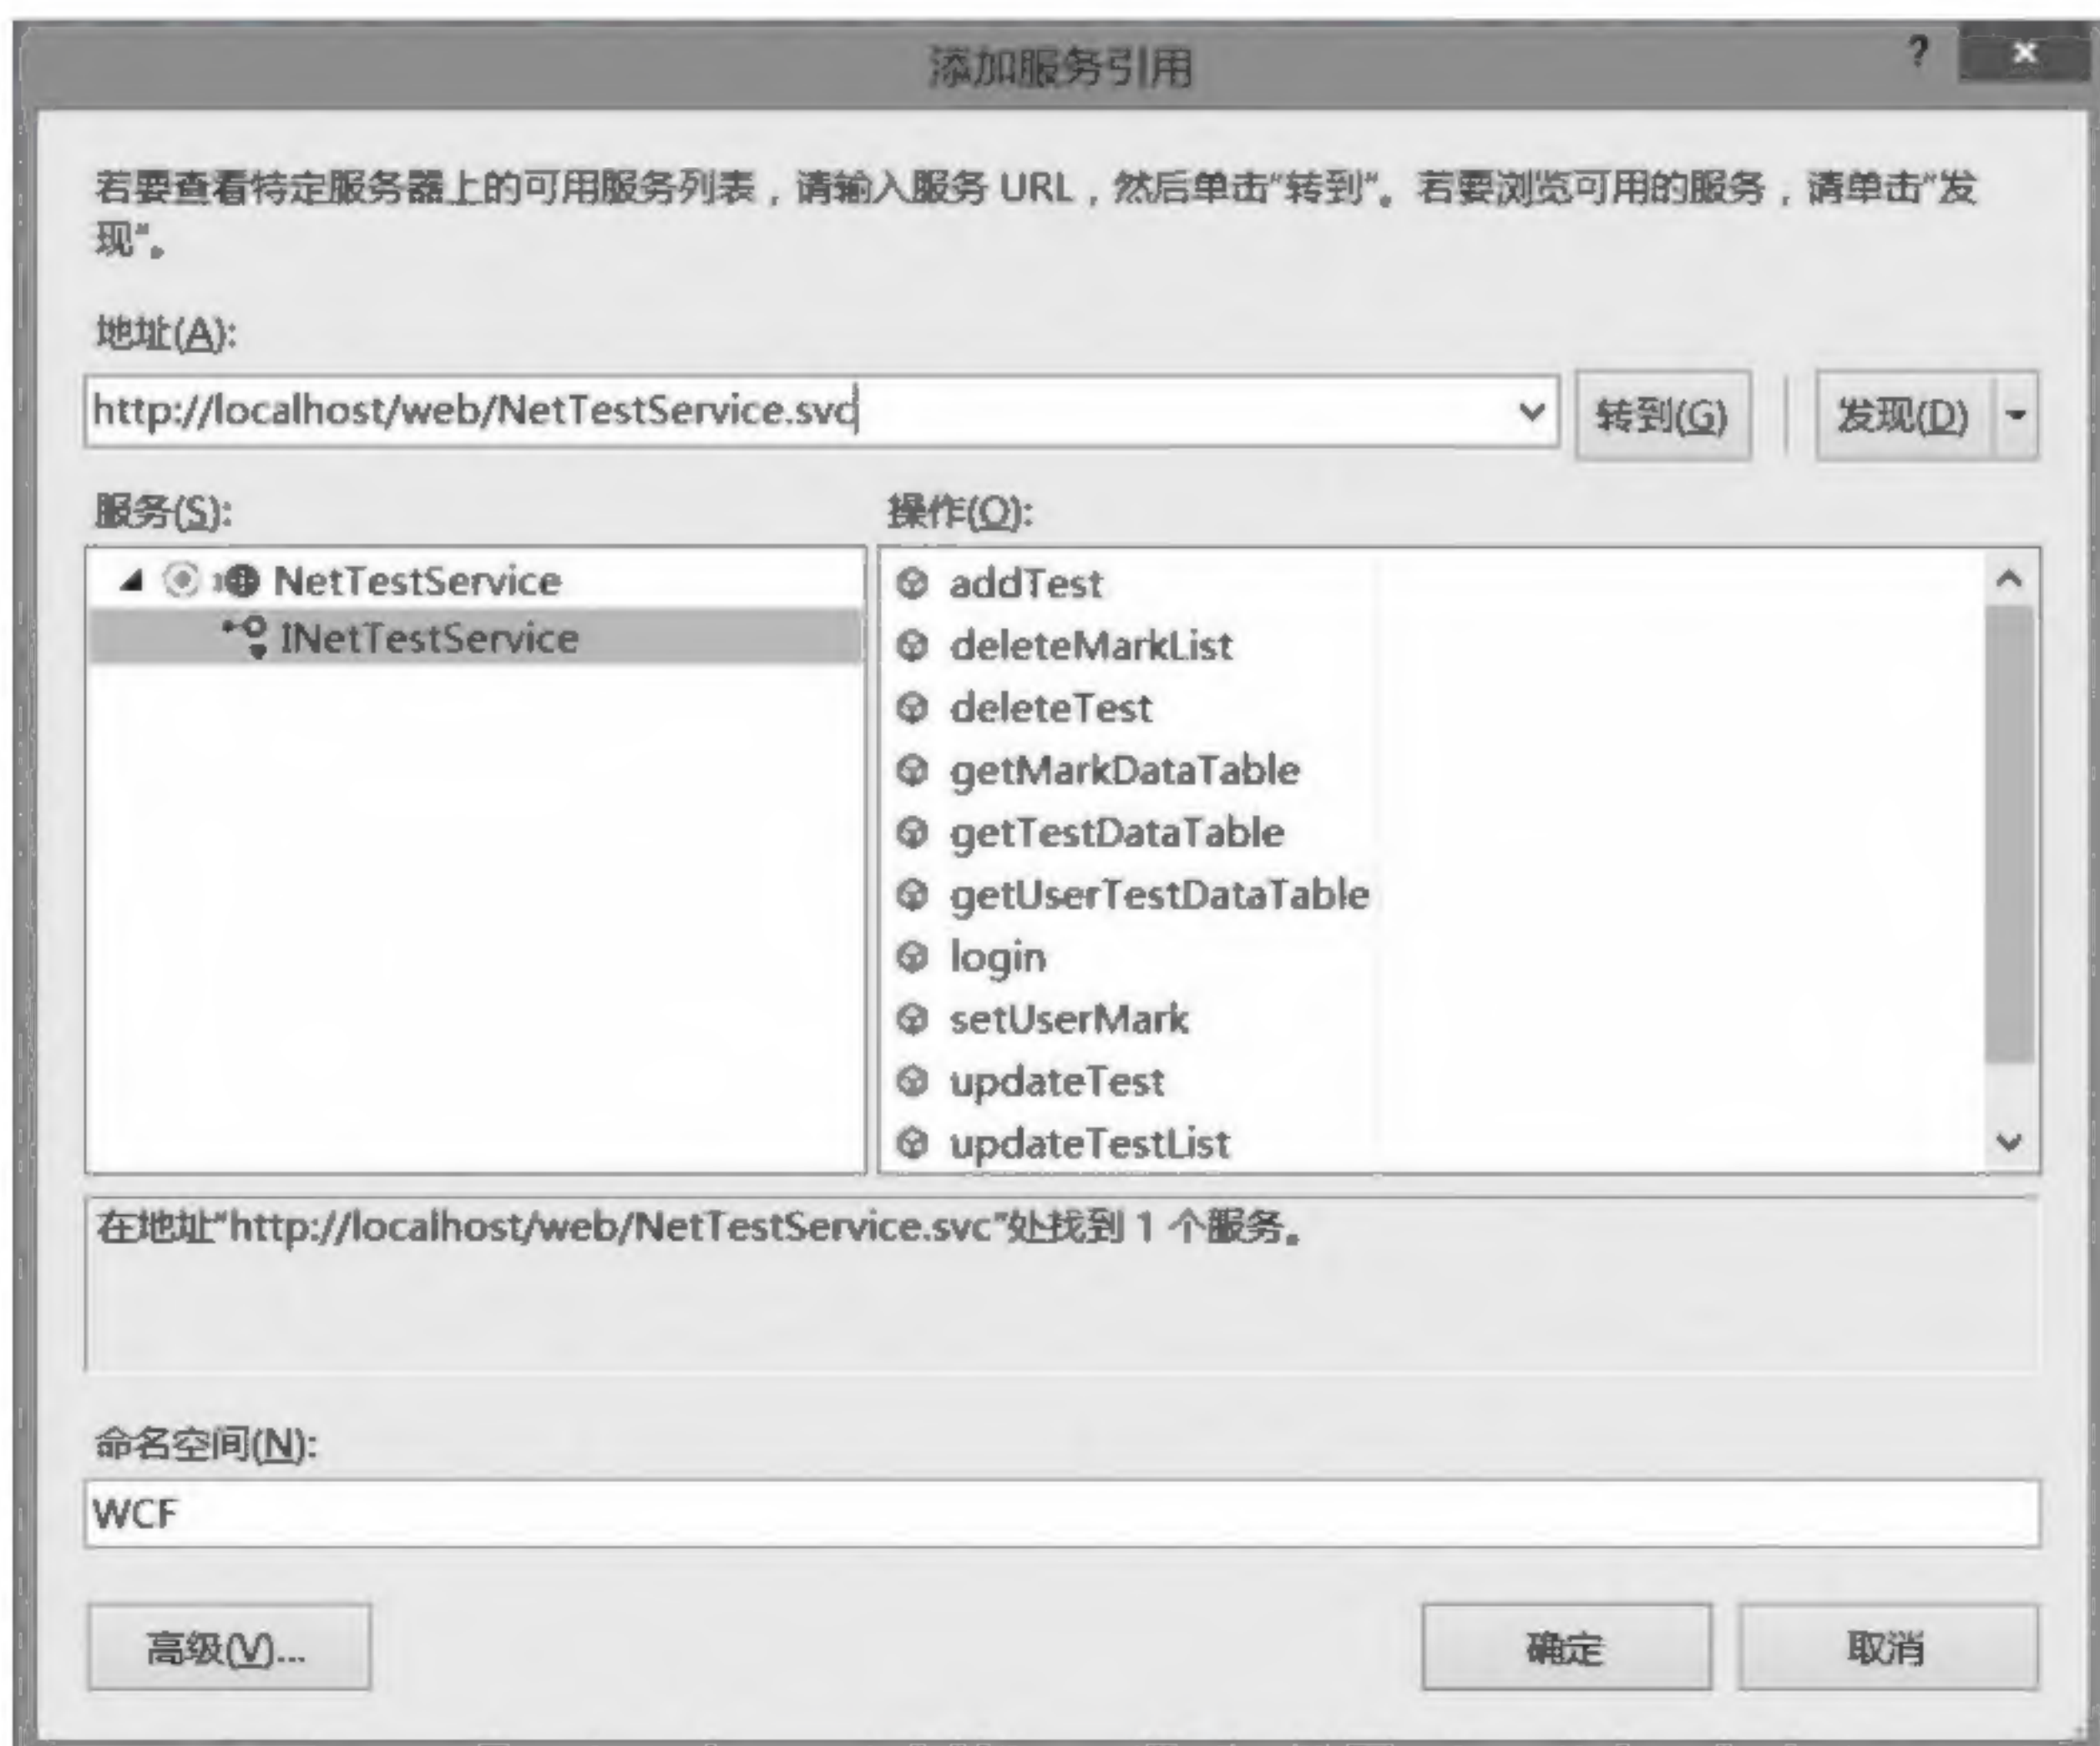 添加服务引用
?
若要查看特定服务器上的可用服务列表，请输入服务 URL，然后单击“转到”。若要浏览可用的服务，请单击“发
现”。
地址(A):
http://localhost/web/NetTestService.svc
转到(G)
发现(D)
服务(S):
操作(O):
NetTestService
INetTestService
addTest
deleteMarkList
deleteTest
getMarkDataTable
getTestDataTable
getUserTestDataTable
login
setUserMark
updateTest
updateTestList
在地址“http://localhost/web/NetTestService.svc”处找到 1 个服务。
命名空间(N):
WCF
高级(V)...
确定
取消